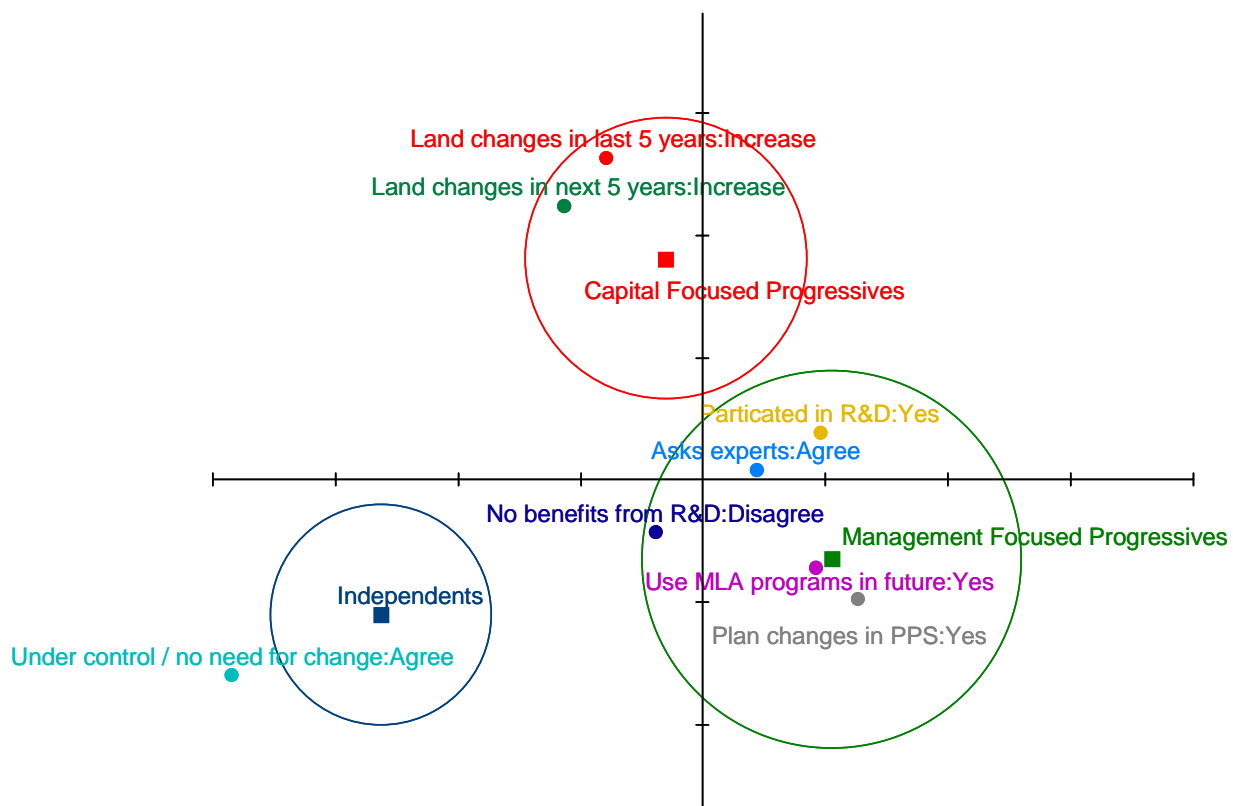 Land changes in last 5 years:Increase
Land changes in next 5 years:Increase
Capital Focused Progressives
Particated in R&D:Yes
Asks experts:Agree
No benefits from R&D:Disagree
Management Focused Progressives
Use MLA programs in future:Yes
Independents
Plan changes in PPS:Yes
Under control / no need for change:Agree